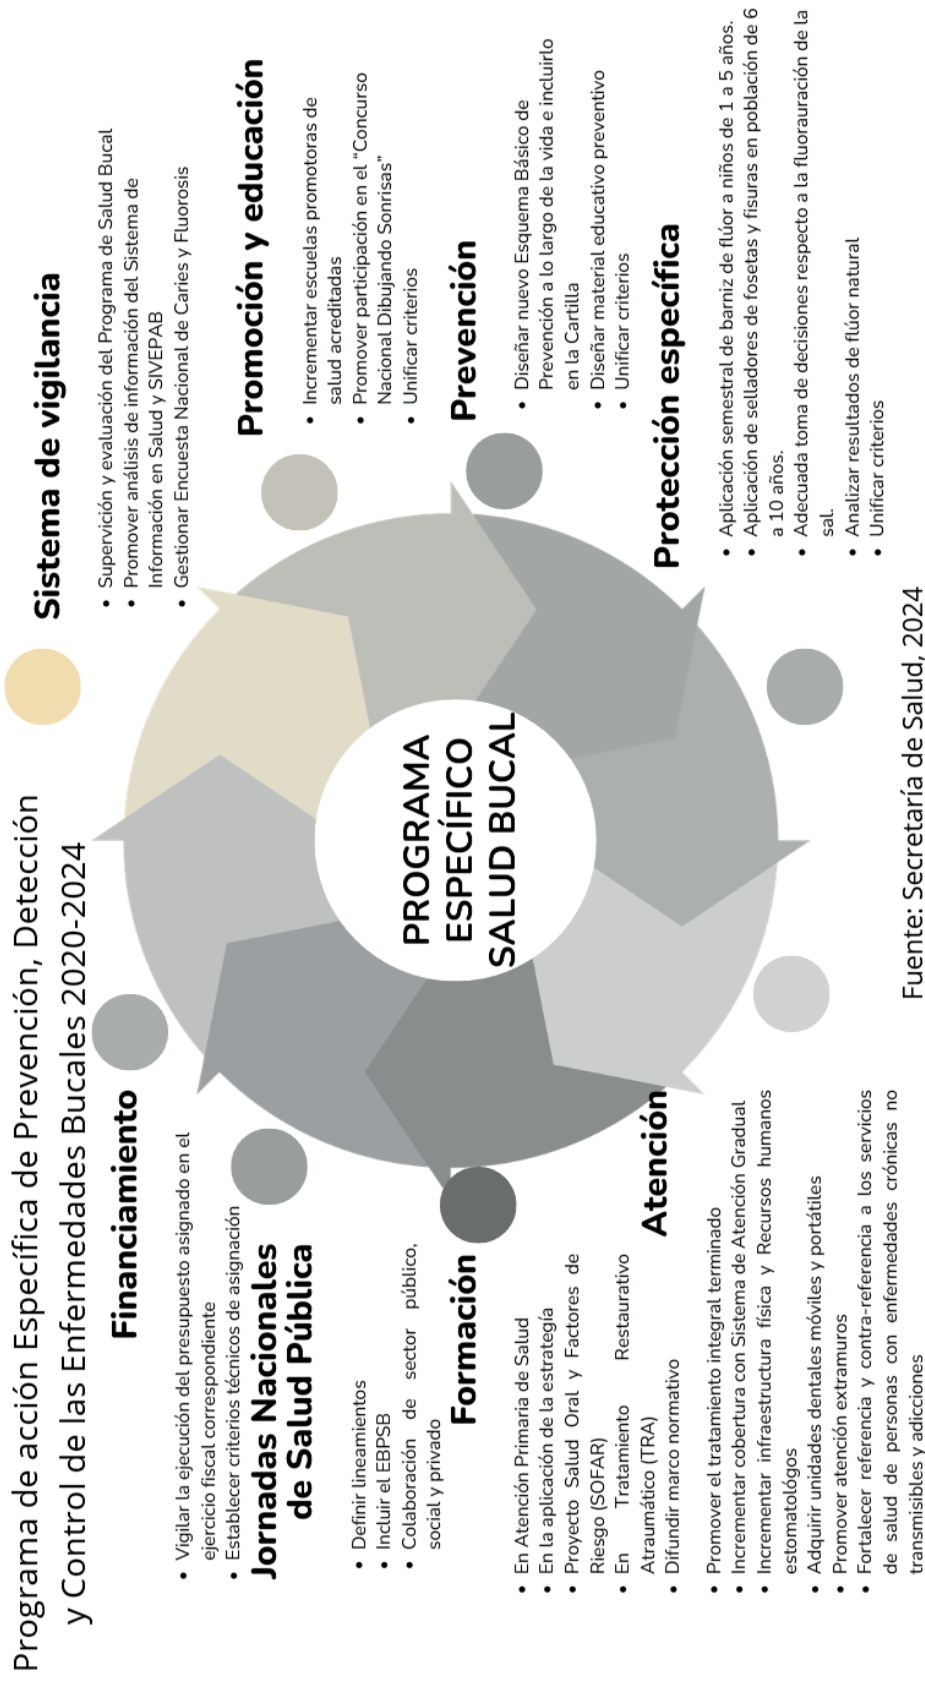 Programa de acción Específica de Prevención, Detección
y Control de las Enfermedades Bucales 2020-2024
Sistema de vigilancia
• Supervisión y evaluación del Programa de Salud Bucal
• Promover análisis de información del Sistema de
Información en Salud y SIVEPAB
• Gestionar Encuesta Nacional de Caries y Fluorosis
Promoción y educación
• Incrementar escuelas promotoras de
salud acreditadas
• Promover participación en el “Concurso
Nacional Dibujando Sonrisas”
• Unificar criterios
Prevención
• Diseñar nuevo Esquema Básico de
Prevención a lo largo de la vida e incluirlo
en la Cartilla
• Diseñar material educativo preventivo
• Unificar criterios
Protección específica
• Aplicación semestral de barniz de flúor a niños de 1 a 5 años.
• Aplicación de selladores de fosetas y fisuras en población de 6
a 10 años.
• Adecuada toma de decisiones respecto a la fluorauración de la
sal.
• Analizar resultados de flúor natural
• Unificar criterios
Financiamiento
• Vigilar la ejecución del presupuesto asignado en el
ejercicio fiscal correspondiente
• Establecer criterios técnicos de asignación
Jornadas Nacionales
de Salud Pública
• Definir lineamientos
• Incluir el EBPSB
• Colaboración de sector público,
social y privado
Formación
• En Atención Primaria de Salud
• En la aplicación de la estrategía
• Proyecto Salud Oral y Factores de
Riesgo (SOFAR)
• En Tratamiento Restaurativo
Atraumático (TRA)
• Difundir marco normativo
Atención
• Promover el tratamiento integral terminado
• Incrementar cobertura con Sistema de Atención Gradual
• Incrementar infraestructura física y Recursos humanos
estomatológos
• Adquirir unidades dentales móviles y portátiles
• Promover atención extramuros
• Fortalecer referencia y contra-referencia a los servicios
de salud de personas con enfermedades crónicas no
transmisibles y adicciones
PROGRAMA
ESPECÍFICO
SALUD BUCAL
Fuente: Secretaría de Salud, 2024